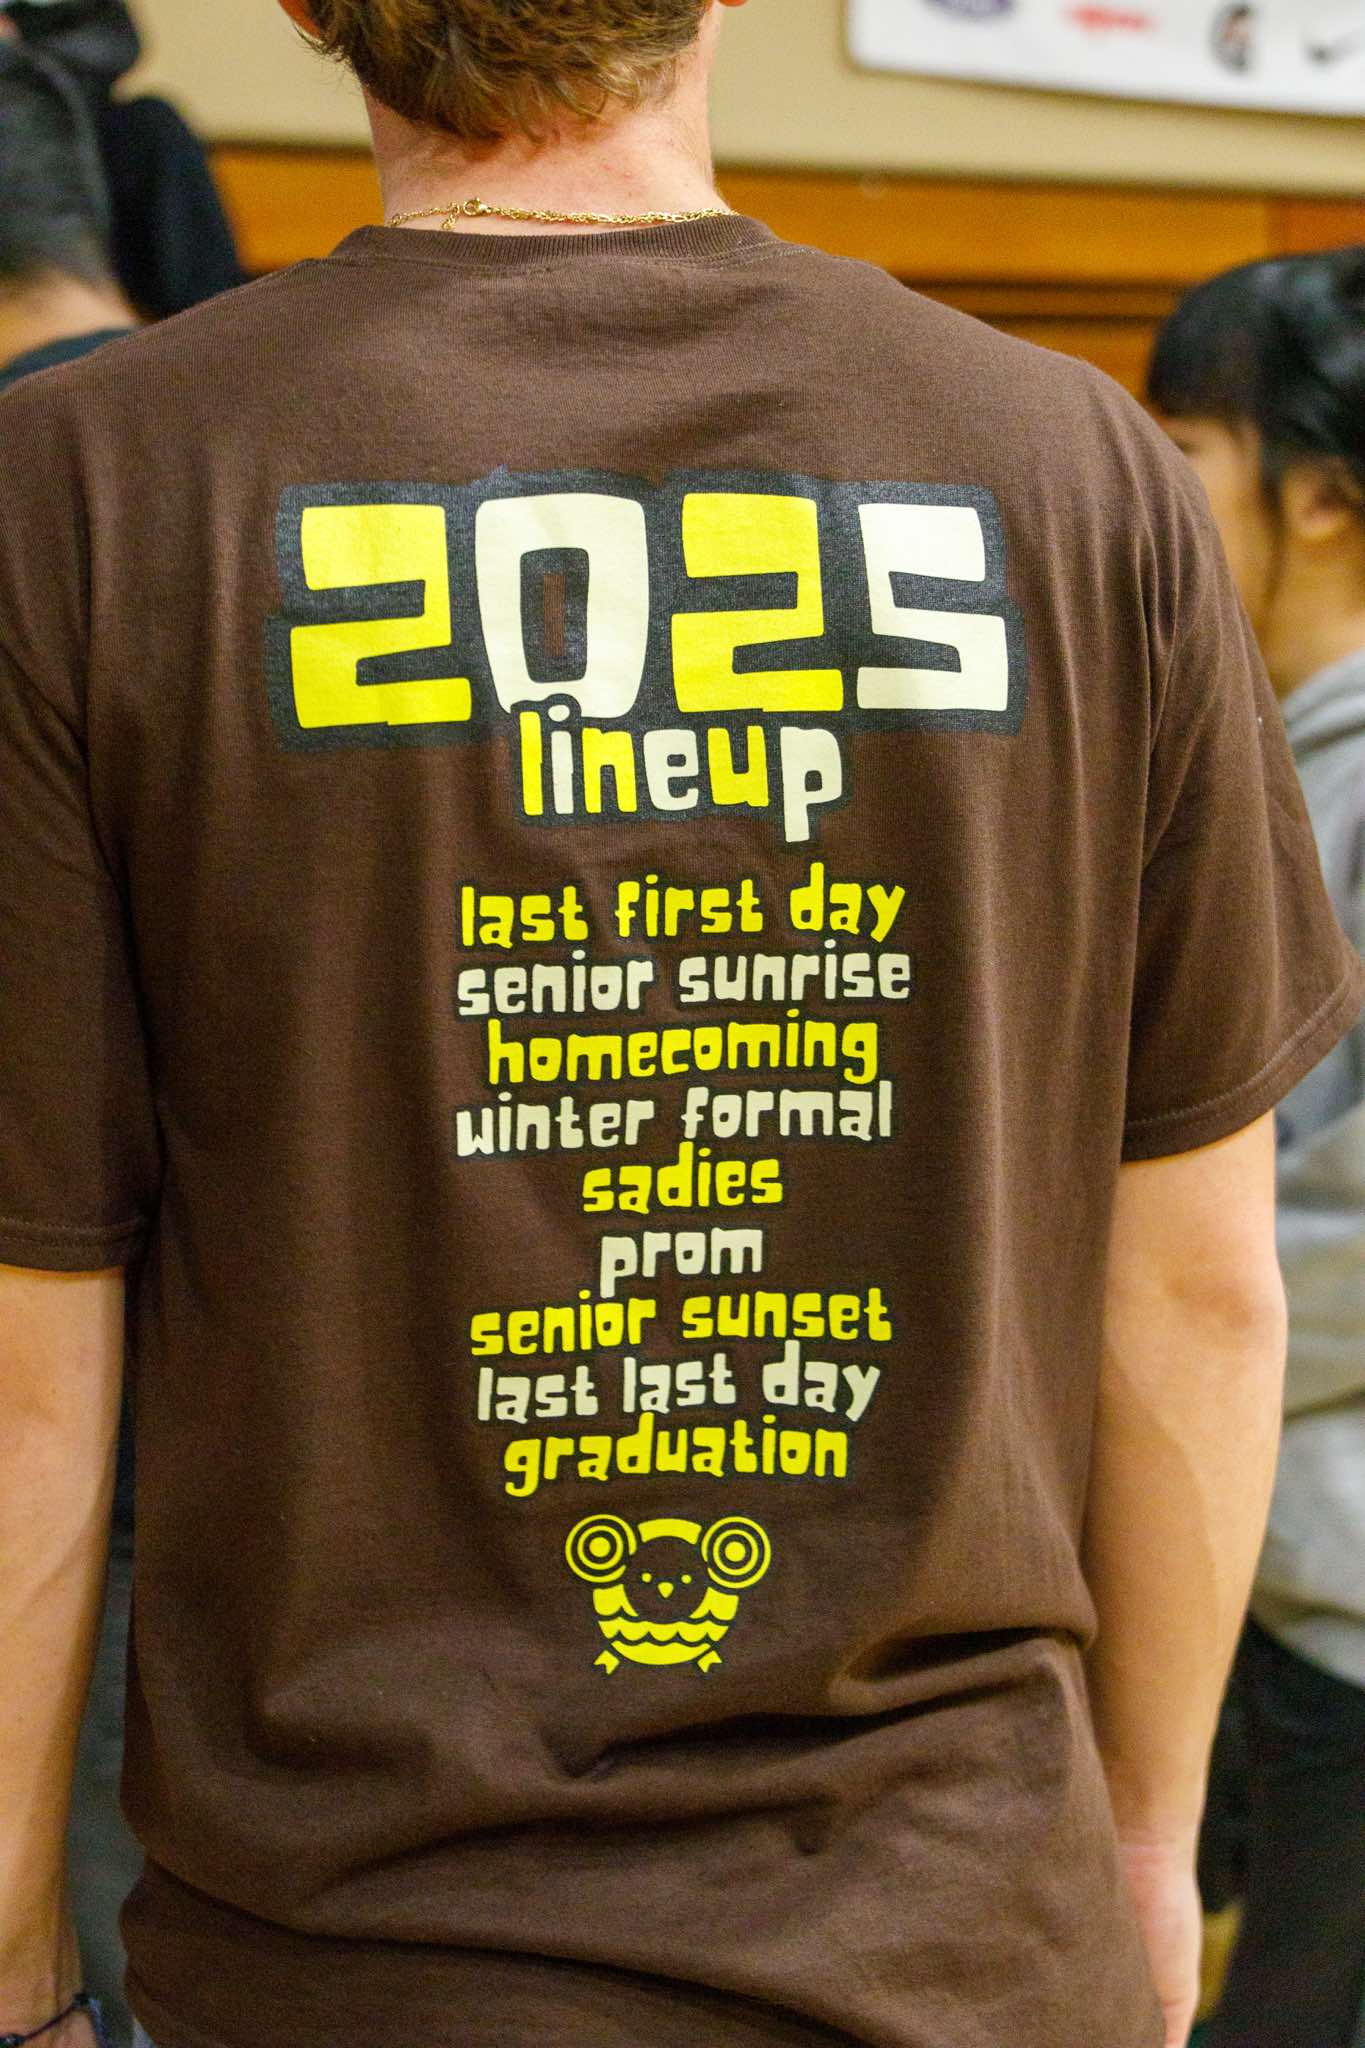 2025
lineup
last first day
senior sunrise
homecoming
winter formal
sadies
prom
senior sunset
last last day
graduation